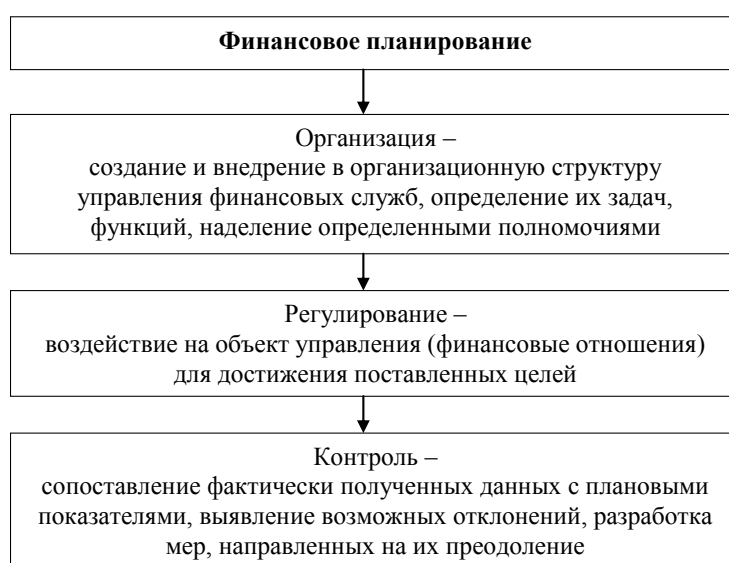 Финансовое планирование
Организация –
создание и внедрение в организационную структуру
управления финансовых служб, определение их задач,
функций, наделение определенными полномочиями
Регулирование –
воздействие на объект управления (финансовые отношения)
для достижения поставленных целей
Контроль –
сопоставление фактически полученных данных с плановыми
показателями, выявление возможных отклонений, разработка
мер, направленных на их преодоление